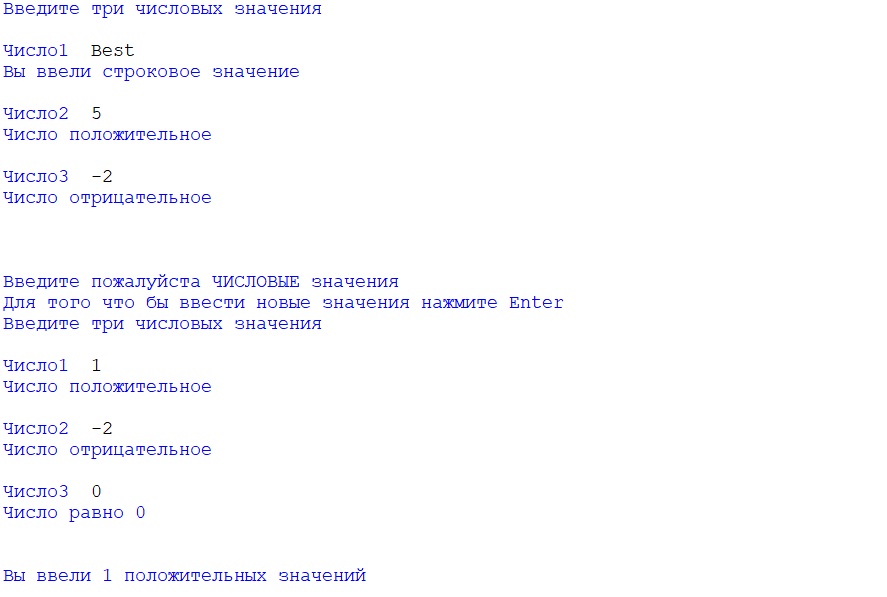 Введите три числовых значения
Число1  Best
Вы ввели строковое значение
Число2  5
Число положительное
Число3  -2
Число отрицательное
Введите пожалуйста ЧИСЛОВЫЕ значения
Для того что бы ввести новые значения нажмите Enter
Введите три числовых значения
Число1  1
Число положительное
Число2  -2
Число отрицательное
Число3  0
Число равно 0
Вы ввели 1 положительных значений